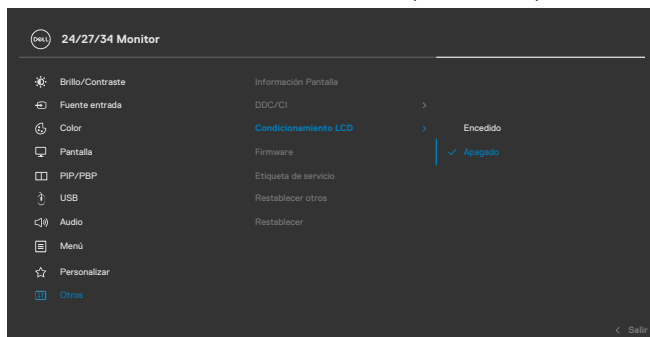 DELL 24/27/34 Monitor
Brillo/Contraste Información Pantalla
Fuente entrada DDC/CI >
Color Condicionamiento LCD > Encedido
Pantalla Firmware ✓ Apagado
PIP/PBP Etiqueta de servicio
USB Restablecer otros
Audio Restablecer
Menú
Personalizar
Otros
< Salir